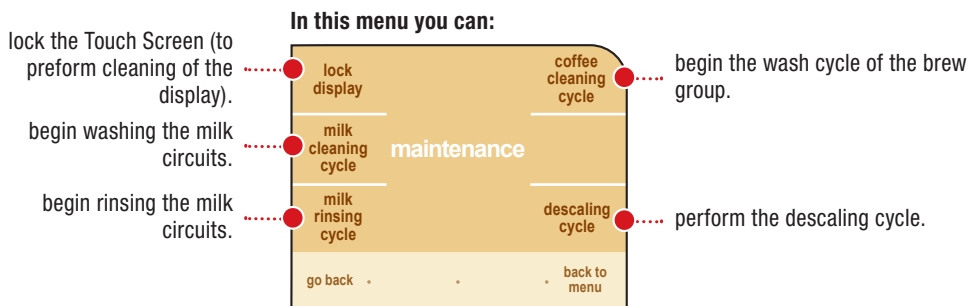 In this menu you can:
lock the Touch Screen (to
preform cleaning of the
display).
lock
display
coffee
cleaning
cycle
begin the wash cycle of the brew
group.
begin washing the milk
circuits.
milk
cleaning
cycle
maintenance
begin rinsing the milk
circuits.
milk
rinsing
cycle
descaling
cycle
perform the descaling cycle.
go back
back to
menu